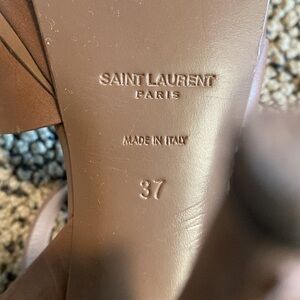 SAINT LAURENT
PARIS
MADE IN ITALY
37